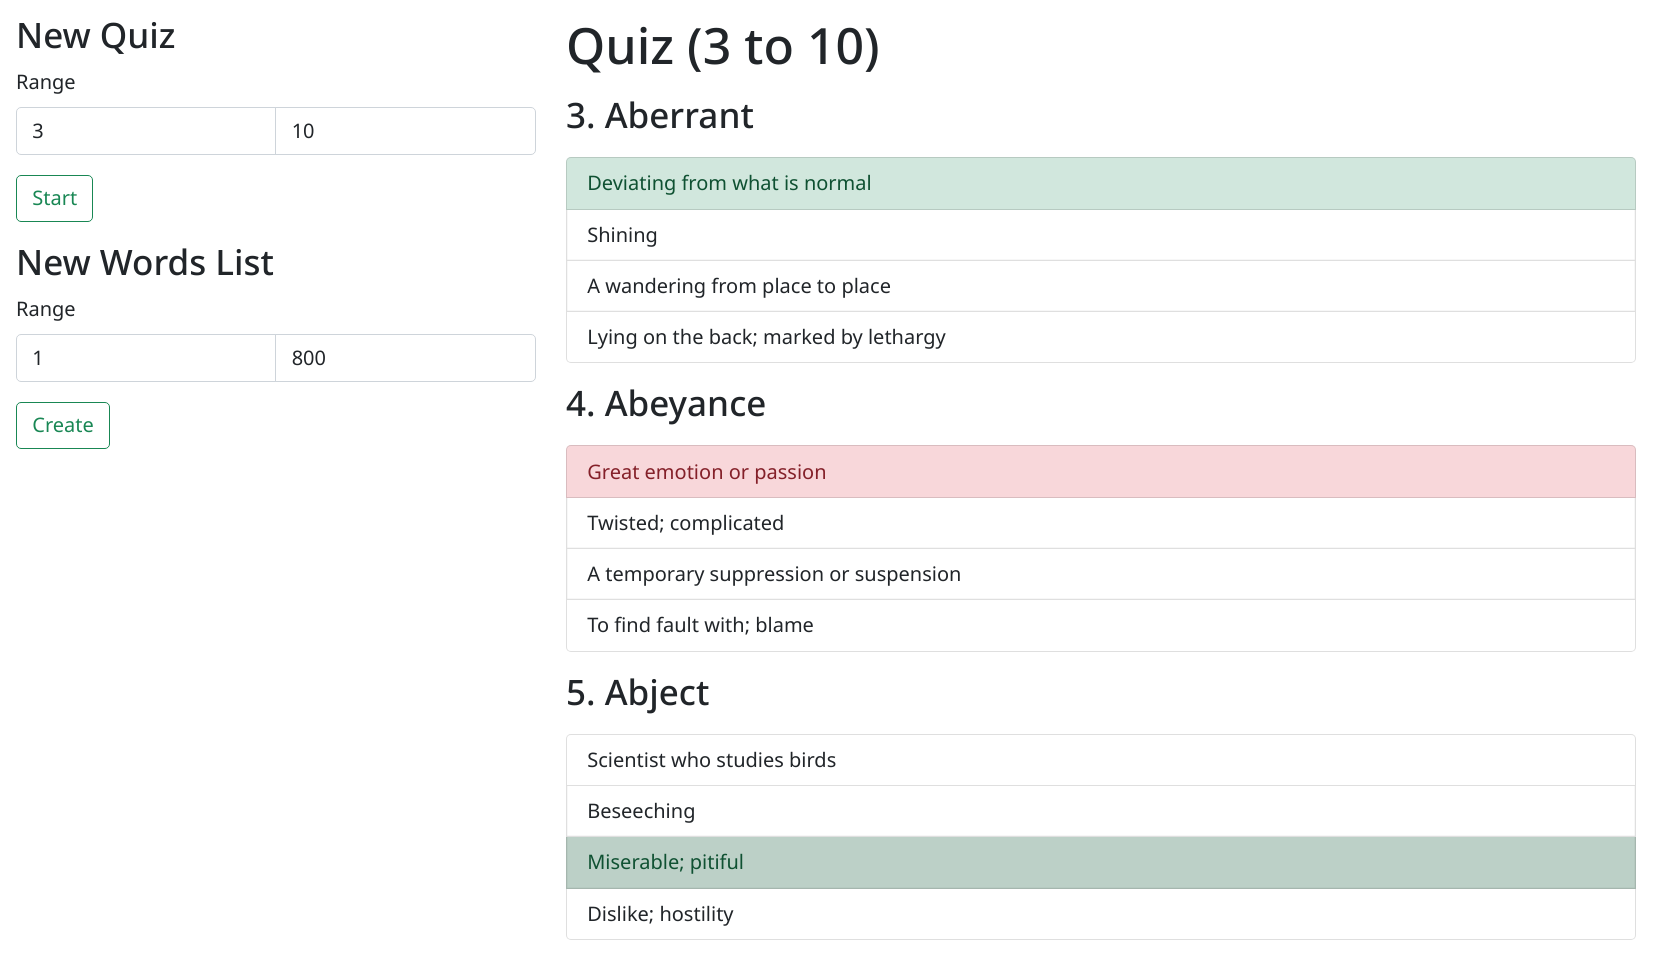 New Quiz
Range
3
10
Start
New Words List
Range
1
800
Create
Quiz (3 to 10)
3. Aberrant
Deviating from what is normal
Shining
A wandering from place to place
Lying on the back; marked by lethargy
4. Abeyance
Great emotion or passion
Twisted; complicated
A temporary suppression or suspension
To find fault with; blame
5. Abject
Scientist who studies birds
Beseeching
Miserable; pitiful
Dislike; hostility